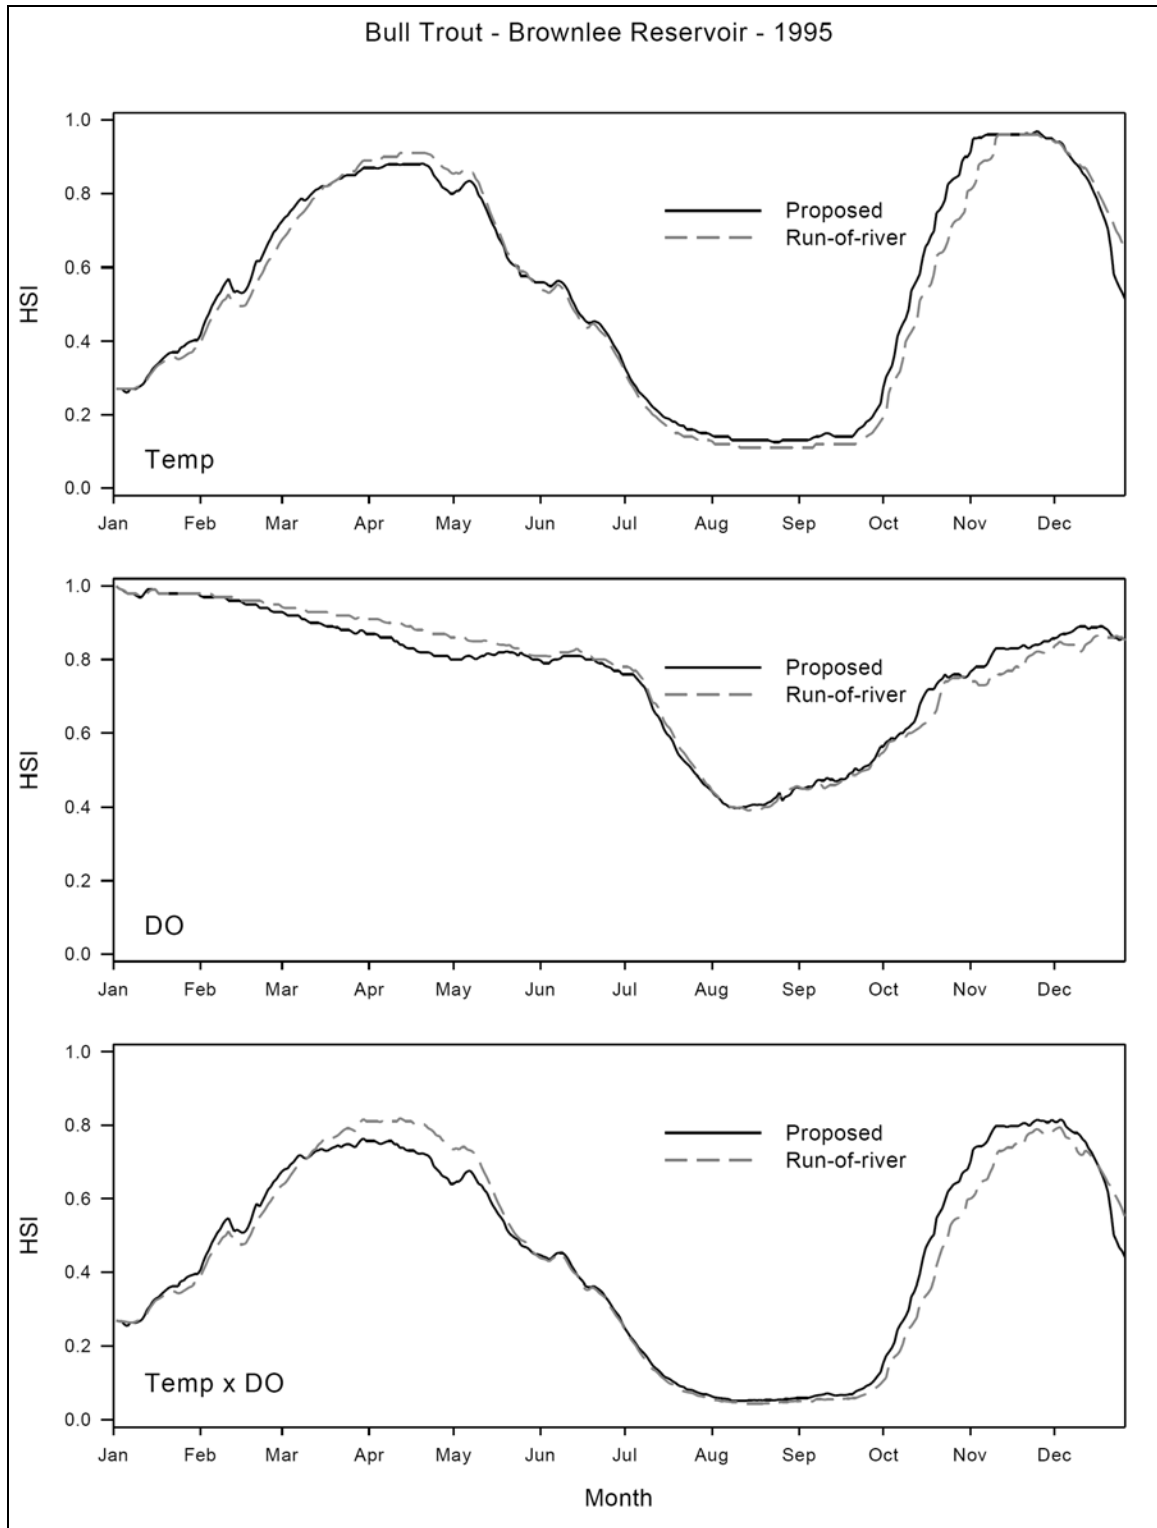 Bull Trout - Brownlee Reservoir - 1995
1.0
0.8
0.6
0.4
0.2
0.0
HSI
Proposed
Run-of-river
Temp
Jan Feb Mar Apr May Jun Jul Aug Sep Oct Nov Dec
1.0
0.8
0.6
0.4
0.2
0.0
HSI
Proposed
Run-of-river
DO
Jan Feb Mar Apr May Jun Jul Aug Sep Oct Nov Dec
1.0
0.8
0.6
0.4
0.2
0.0
HSI
Proposed
Run-of-river
Temp x DO
Jan Feb Mar Apr May Jun Jul Aug Sep Oct Nov Dec
Month